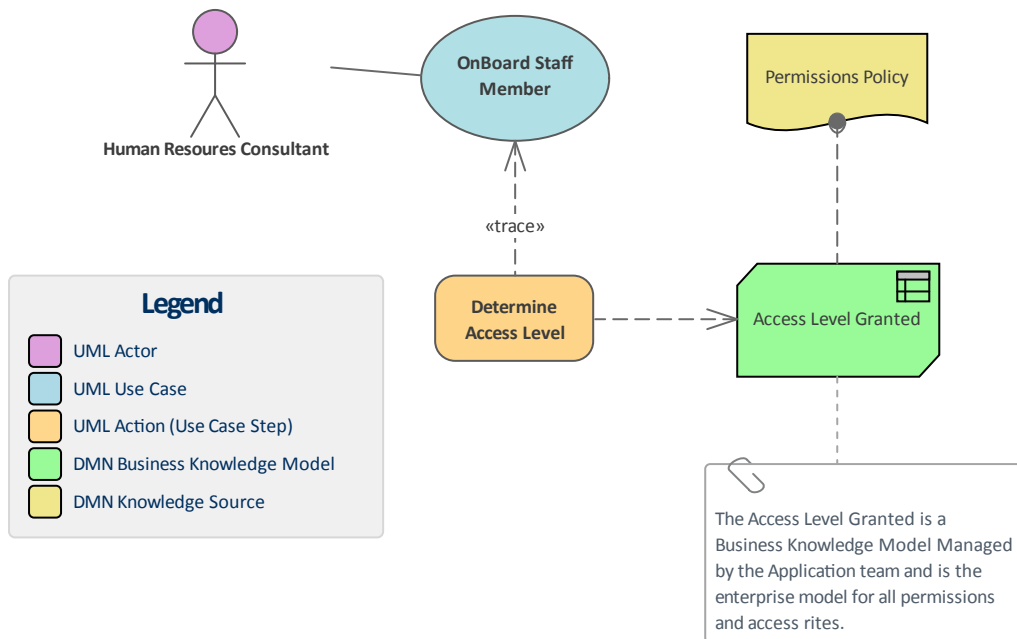 OnBoard Staff
Member
Permissions Policy
Human Resoures Consultant
«trace»
Determine
Access Level
Access Level Granted
Legend
UML Actor
UML Use Case
UML Action (Use Case Step)
DMN Business Knowledge Model
DMN Knowledge Source
The Access Level Granted is a
Business Knowledge Model Managed
by the Application team and is the
enterprise model for all permissions
and access rites.